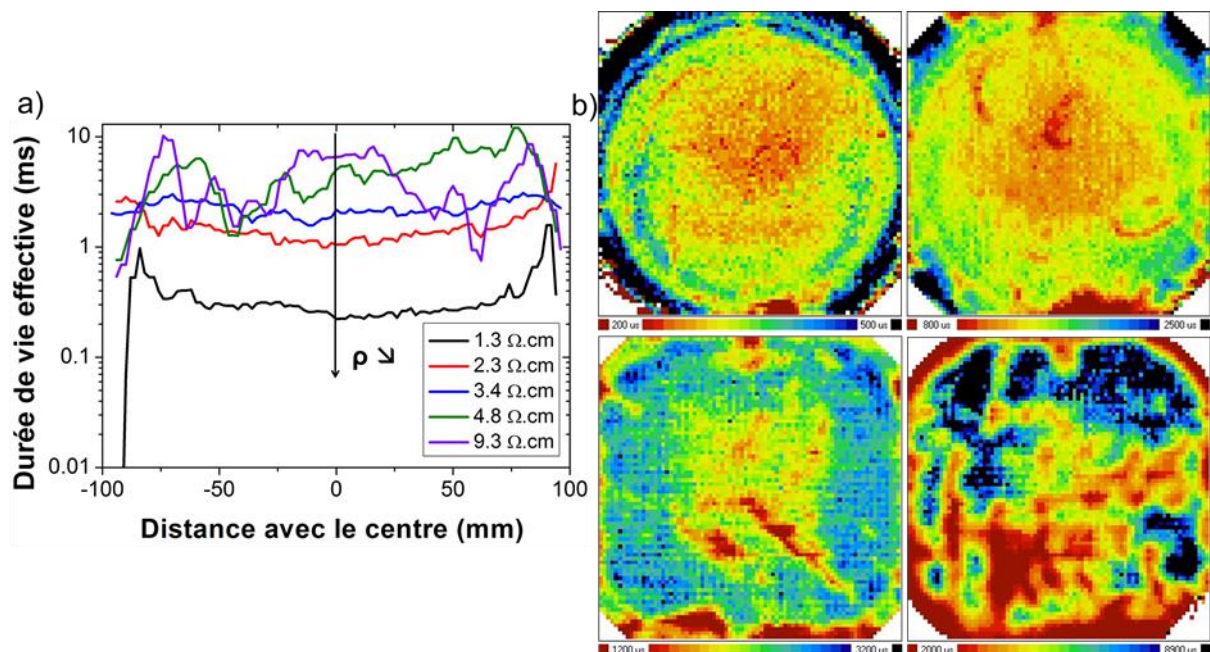 a)
Durée de vie effective (ms)
10
1
0.1
0.01
ρ ↘
1.3 Ω.cm
2.3 Ω.cm
3.4 Ω.cm
4.8 Ω.cm
9.3 Ω.cm
-100 -50 0 50 100
Distance avec le centre (mm)
b)
200 us 500 us
800 2500 us
1200 us 3200 us
2000 us 8900 us